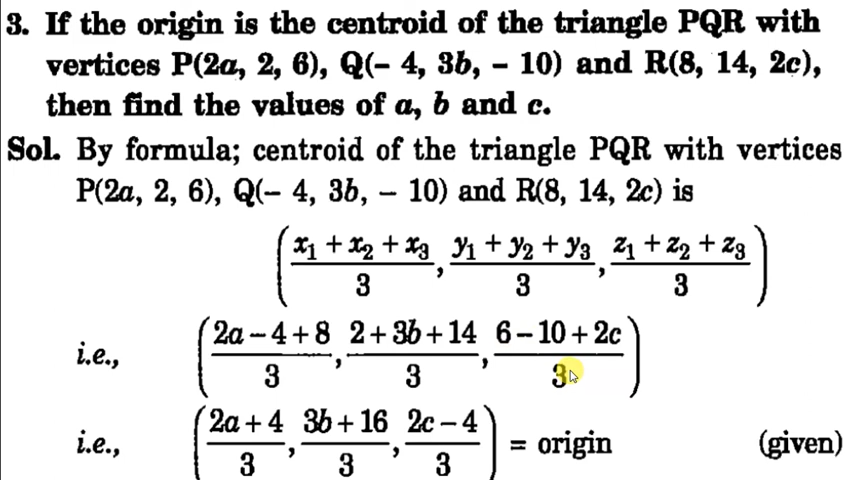 3. If the origin is the centroid of the triangle PQR with
vertices P(2a, 2, 6), Q(– 4, 3b, – 10) and R(8, 14, 2c),
then find the values of a, b and c.
Sol. By formula; centroid of the triangle PQR with vertices
P(2a, 2, 6), Q(– 4, 3b, – 10) and R(8, 14, 2c) is
( (x₁ + x₂ + x₃)/3 , (y₁ + y₂ + y₃)/3 , (z₁ + z₂ + z₃)/3 )
i.e., ( (2a – 4 + 8)/3 , (2 + 3b + 14)/3 , (6 – 10 + 2c)/3 )
i.e., ( (2a + 4)/3 , (3b + 16)/3 , (2c – 4)/3 ) = origin (given)